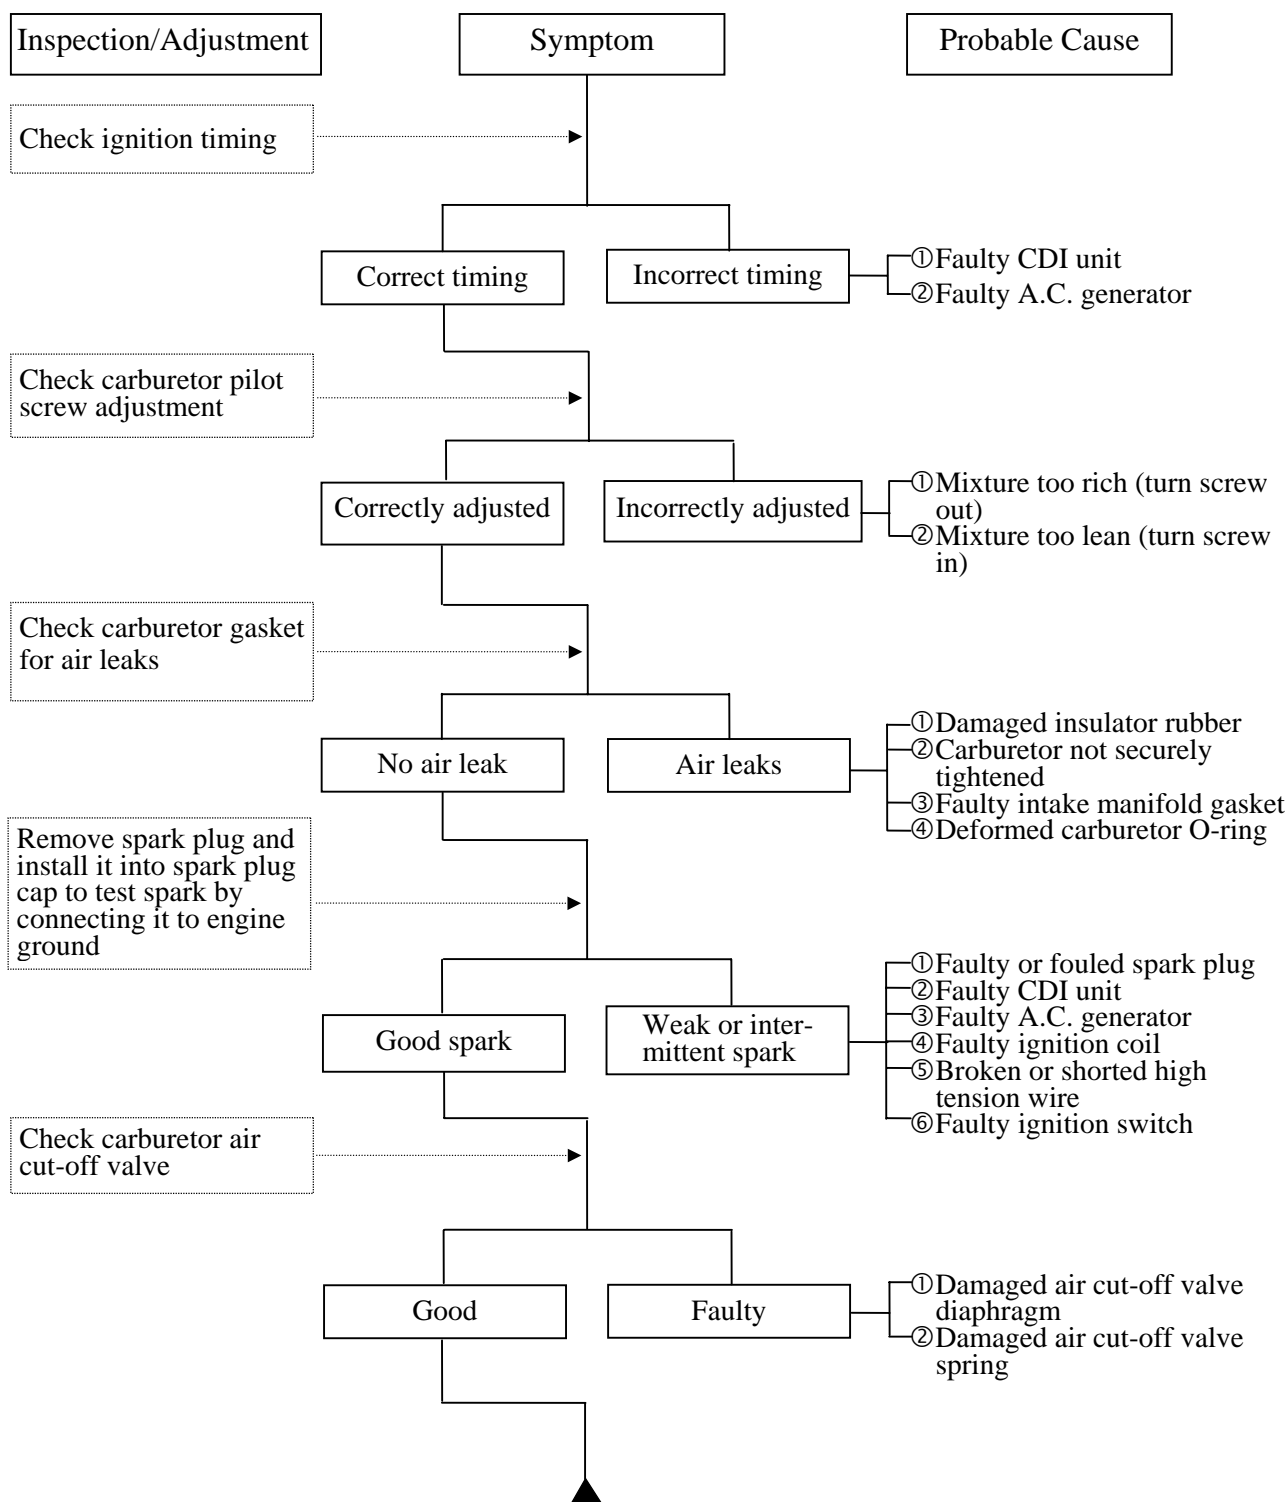 Inspection/Adjustment
Symptom
Probable Cause
Check ignition timing
Correct timing
Incorrect timing
①Faulty CDI unit
②Faulty A.C. generator
Check carburetor pilot
screw adjustment
Correctly adjusted
Incorrectly adjusted
①Mixture too rich (turn screw
out)
②Mixture too lean (turn screw
in)
Check carburetor gasket
for air leaks
No air leak
Air leaks
①Damaged insulator rubber
②Carburetor not securely
tightened
③Faulty intake manifold gasket
④Deformed carburetor O-ring
Remove spark plug and
install it into spark plug
cap to test spark by
connecting it to engine
ground
Good spark
Weak or inter-
mittent spark
①Faulty or fouled spark plug
②Faulty CDI unit
③Faulty A.C. generator
④Faulty ignition coil
⑤Broken or shorted high
tension wire
⑥Faulty ignition switch
Check carburetor air
cut-off valve
Good
Faulty
①Damaged air cut-off valve
diaphragm
②Damaged air cut-off valve
spring